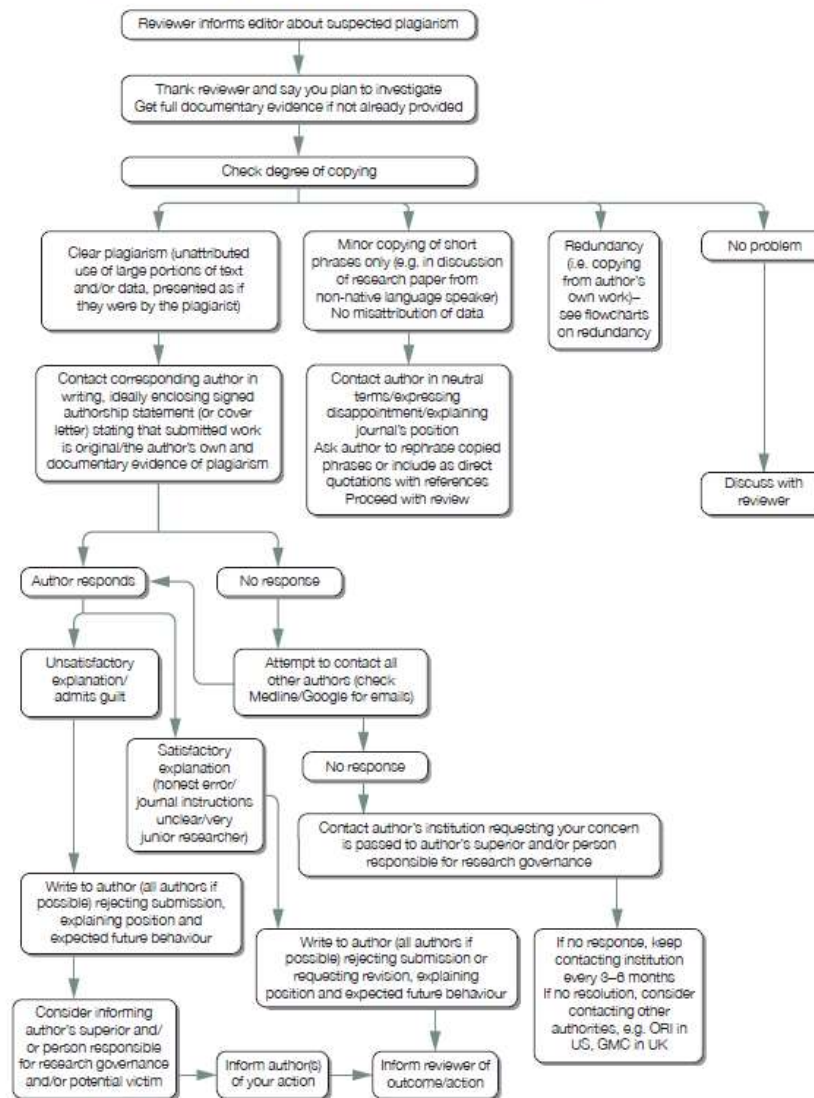 Reviewer informs editor about suspected plagiarism
Thank reviewer and say you plan to investigate
Get full documentary evidence if not already provided
Check degree of copying
Clear plagiarism (unattributed
use of large portions of text
and/or data, presented as if
they were by the plagiarist)
Minor copying of short
phrases only (e.g. in discussion
of research paper from
non-native language speaker)
No misattribution of data
Redundancy
(i.e. copying
from author's
own work)–
see flowcharts
on redundancy
No problem
Contact corresponding author in
writing, ideally enclosing signed
authorship statement (or cover
letter) stating that submitted work
is original/the author's own and
documentary evidence of plagiarism
Contact author in neutral
terms/expressing
disappointment/explaining
journal's position
Ask author to rephrase copied
phrases or include as direct
quotations with references
Proceed with review
Discuss with
reviewer
Author responds
No response
Unsatisfactory
explanation/
admits guilt
Attempt to contact all
other authors (check
Medline/Google for emails)
Satisfactory
explanation
(honest error/
journal instructions
unclear/very
junior researcher)
No response
Contact author's institution requesting your concern
is passed to author's superior and/or person
responsible for research governance
Write to author (all authors if
possible) rejecting submission,
explaining position and
expected future behaviour
Write to author (all authors if
possible) rejecting submission or
requesting revision, explaining
position and expected future behaviour
If no response, keep
contacting institution
every 3–6 months
If no resolution, consider
contacting other
authorities, e.g. ORI in
US, GMC in UK
Consider informing
author's superior and/
or person responsible
for research governance
and/or potential victim
Inform author(s)
of your action
Inform reviewer of
outcome/action